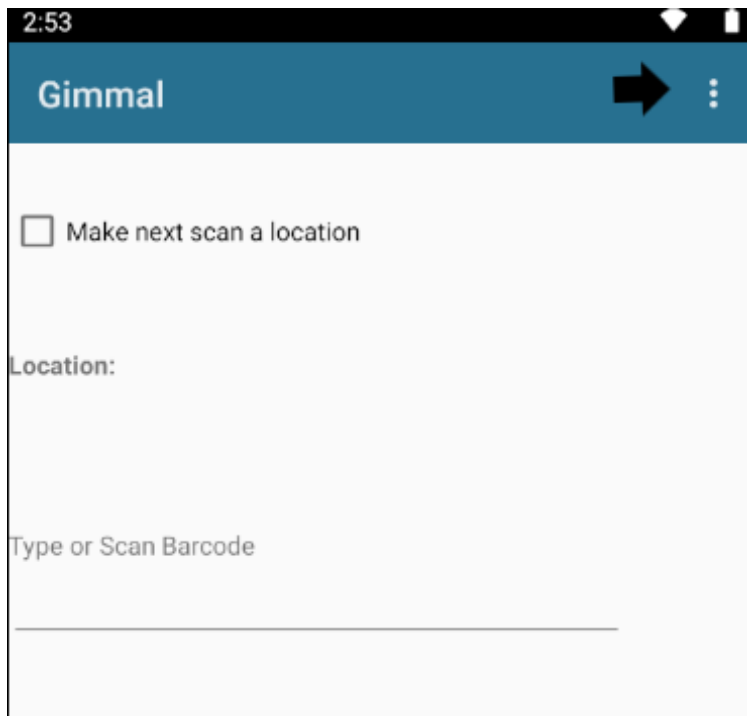 2:53
Gimmal
Make next scan a location
Location:
Type or Scan Barcode